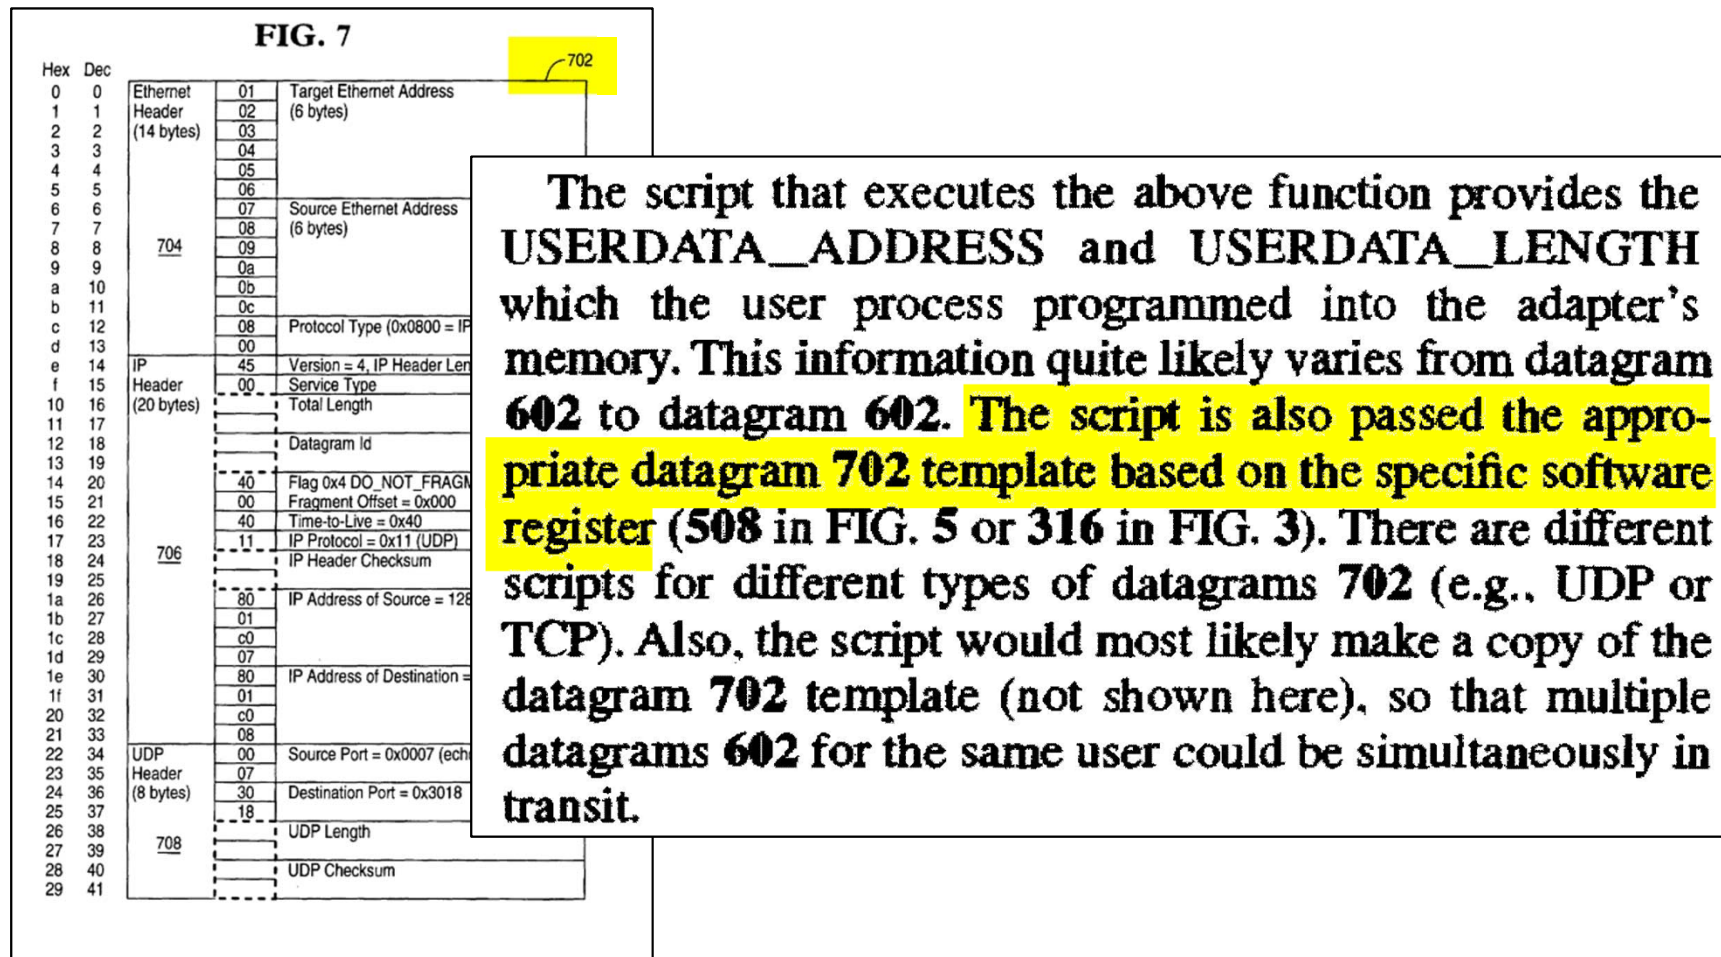 FIG. 7
702
Hex Dec
0 0 Ethernet 01 Target Ethernet Address
1 1 Header 02 (6 bytes)
2 2 (14 bytes) 03
3 3 04
4 4 05
5 5 06
6 6 07 Source Ethernet Address
7 7 08 (6 bytes)
8 8 704 09
9 9 0a
a 10 0b
b 11 0c
c 12 08 Protocol Type (0x0800 = IP
d 13 00
e 14 IP 45 Version = 4, IP Header Len
f 15 Header 00 Service Type
10 16 (20 bytes) Total Length
11 17
12 18 Datagram Id
13 19
14 20 40 Flag 0x4 DO_NOT_FRAGM
15 21 00 Fragment Offset = 0x000
16 22 40 Time-to-Live = 0x40
17 23 11 IP Protocol = 0x11 (UDP)
18 24 706 IP Header Checksum
19 25
1a 26 80 IP Address of Source = 128
1b 27 01
1c 28 c0
1d 29 07
1e 30 80 IP Address of Destination =
1f 31 01
20 32 c0
21 33 08
22 34 UDP 00 Source Port = 0x0007 (ech
23 35 Header 07
24 36 (8 bytes) 30 Destination Port = 0x3018
25 37 18
26 38 UDP Length
27 39 708
28 40 UDP Checksum
29 41
The script that executes the above function provides the
USERDATA_ADDRESS and USERDATA_LENGTH
which the user process programmed into the adapter's
memory. This information quite likely varies from datagram
602 to datagram 602. The script is also passed the appro-
priate datagram 702 template based on the specific software
register (508 in FIG. 5 or 316 in FIG. 3). There are different
scripts for different types of datagrams 702 (e.g., UDP or
TCP). Also, the script would most likely make a copy of the
datagram 702 template (not shown here), so that multiple
datagrams 602 for the same user could be simultaneously in
transit.